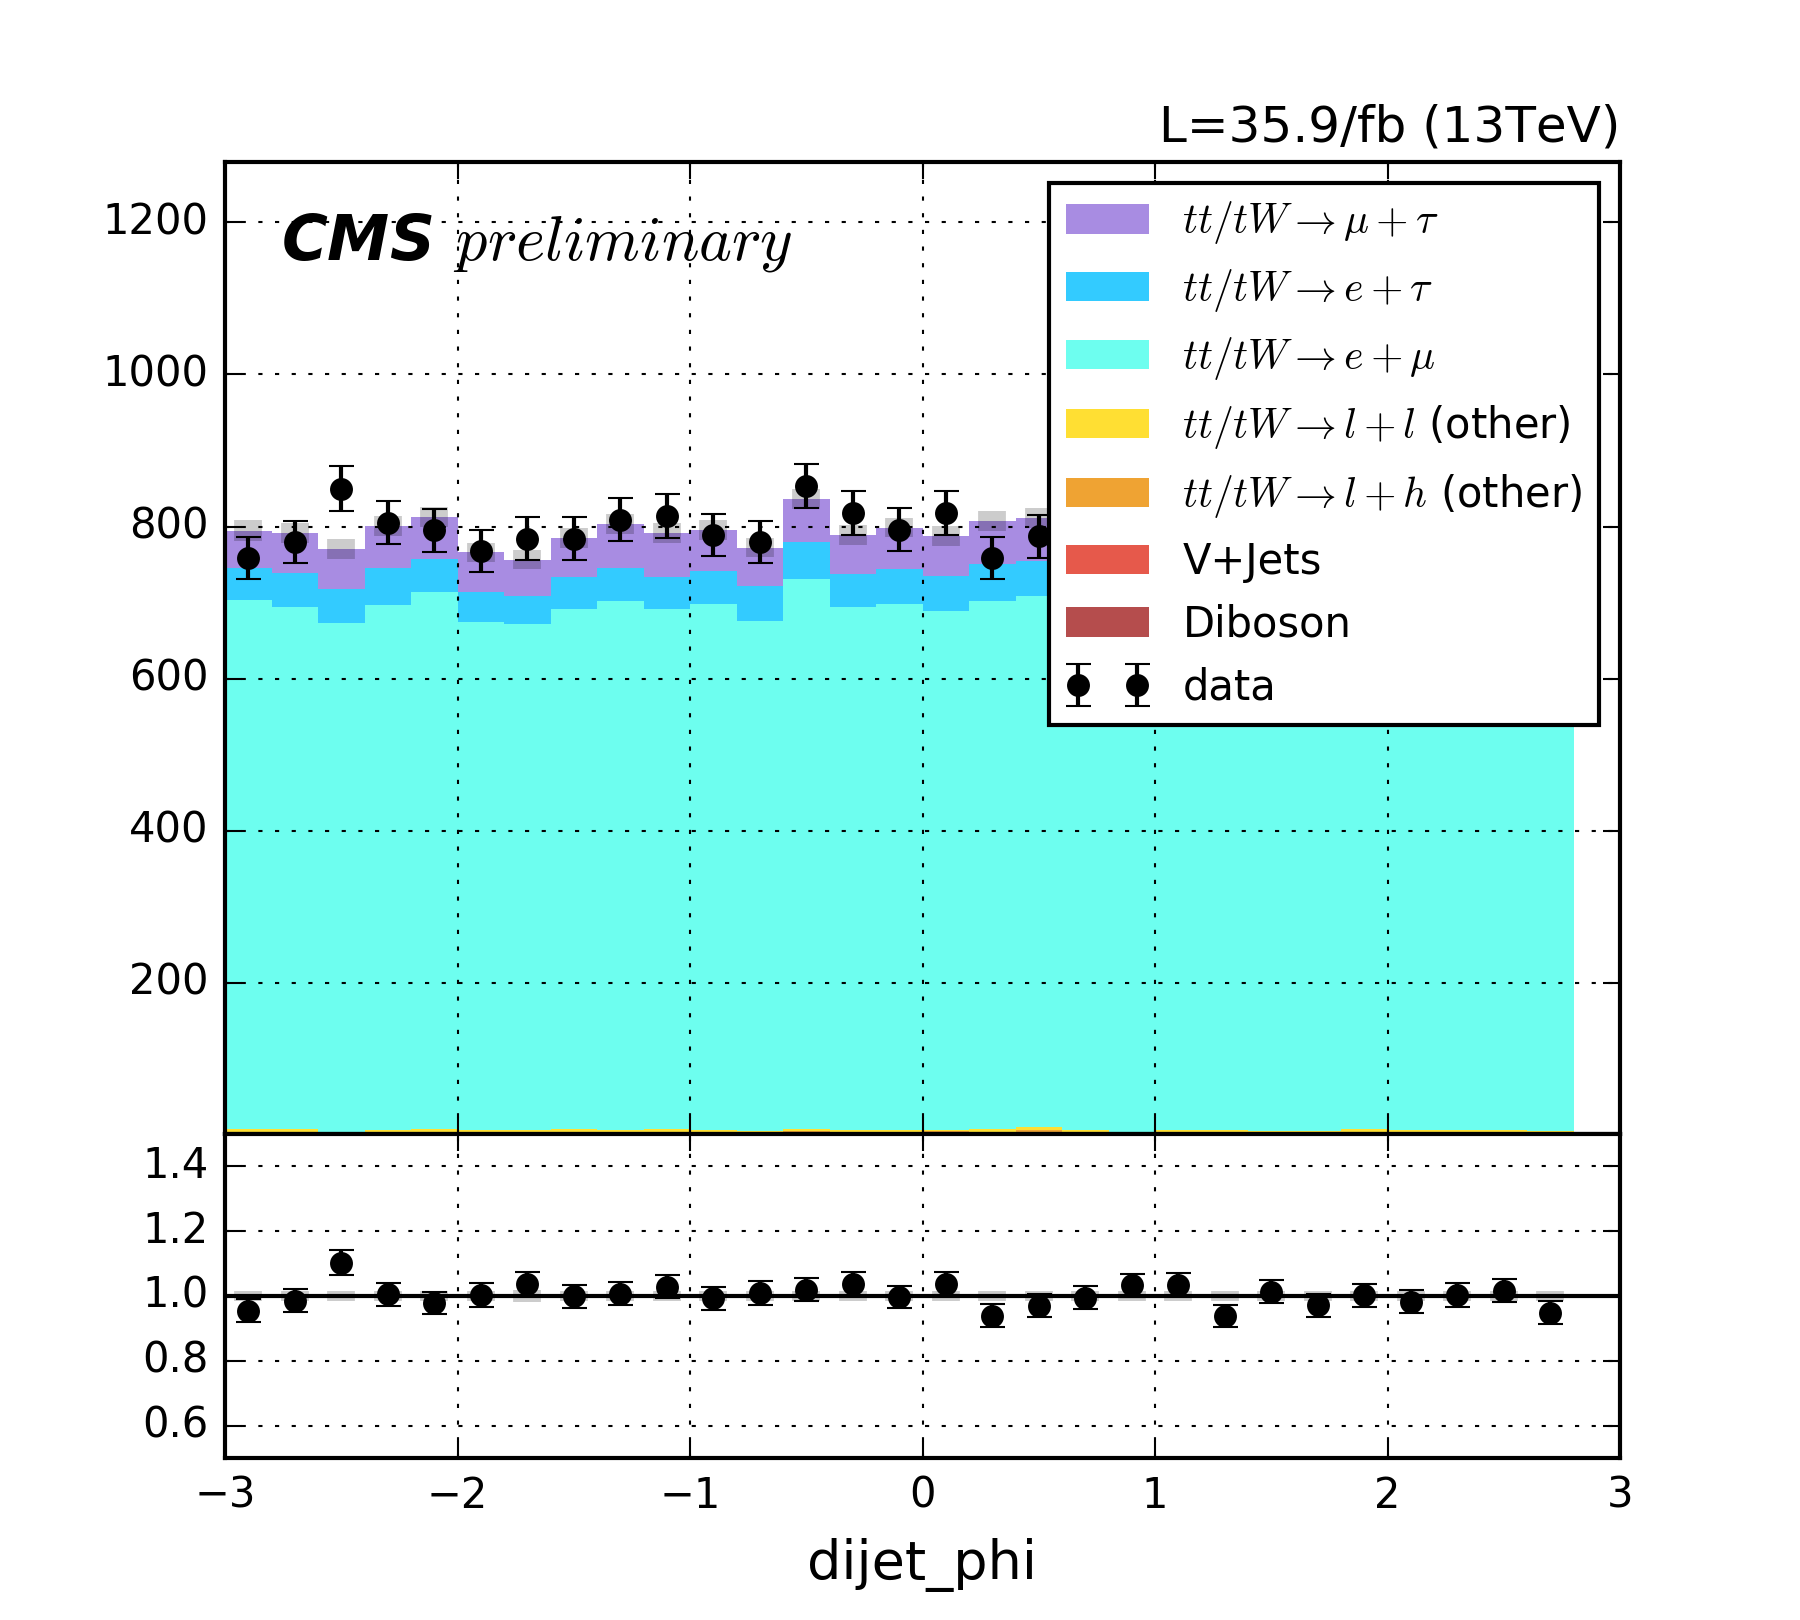 L=35.9/fb (13TeV)
CMS preliminary
1200
1000
800
600
400
200
tt/tW→μ+τ
tt/tW→e+τ
tt/tW→e+μ
tt/tW→l+l (other)
tt/tW→l+h (other)
V+Jets
Diboson
data
1.4
1.2
1.0
0.8
0.6
−3 −2 −1 0 1 2 3
dijet_phi